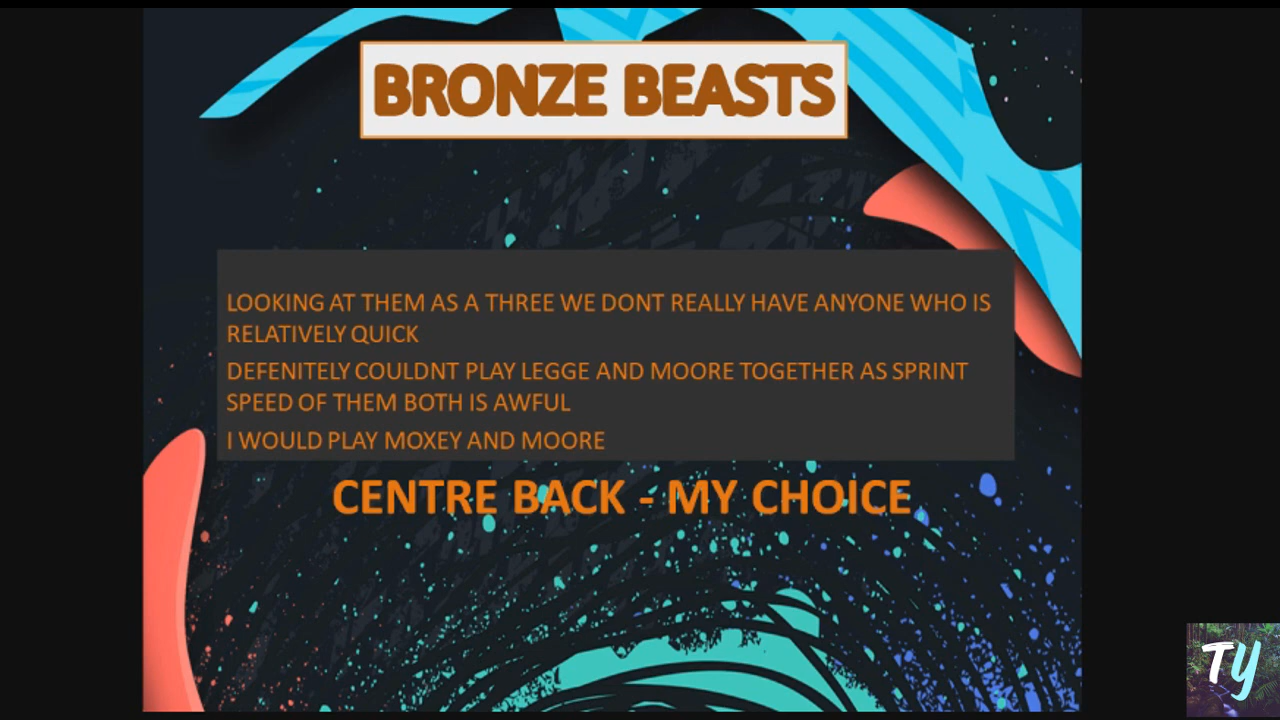 BRONZE BEASTS
LOOKING AT THEM AS A THREE WE DONT REALLY HAVE ANYONE WHO IS
RELATIVELY QUICK
DEFENITELY COULDNT PLAY LEGGE AND MOORE TOGETHER AS SPRINT
SPEED OF THEM BOTH IS AWFUL
I WOULD PLAY MOXEY AND MOORE
CENTRE BACK - MY CHOICE
TY